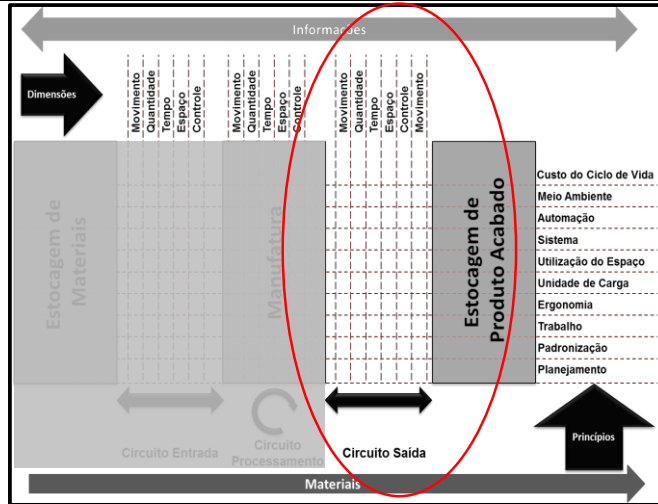 Informações
Dimensões
Movimento
Quantidade
Tempo
Espaço
Controle
Movimento
Quantidade
Tempo
Espaço
Controle
Movimento
Quantidade
Tempo
Espaço
Controle
Movimento
Estocagem de
Materiais
Manufatura
Estocagem de
Produto Acabado
Custo do Ciclo de Vida
Meio Ambiente
Automação
Sistema
Utilização do Espaço
Unidade de Carga
Ergonomia
Trabalho
Padronização
Planejamento
Circuito Entrada
Circuito
Processamento
Circuito Saída
Princípios
Materiais